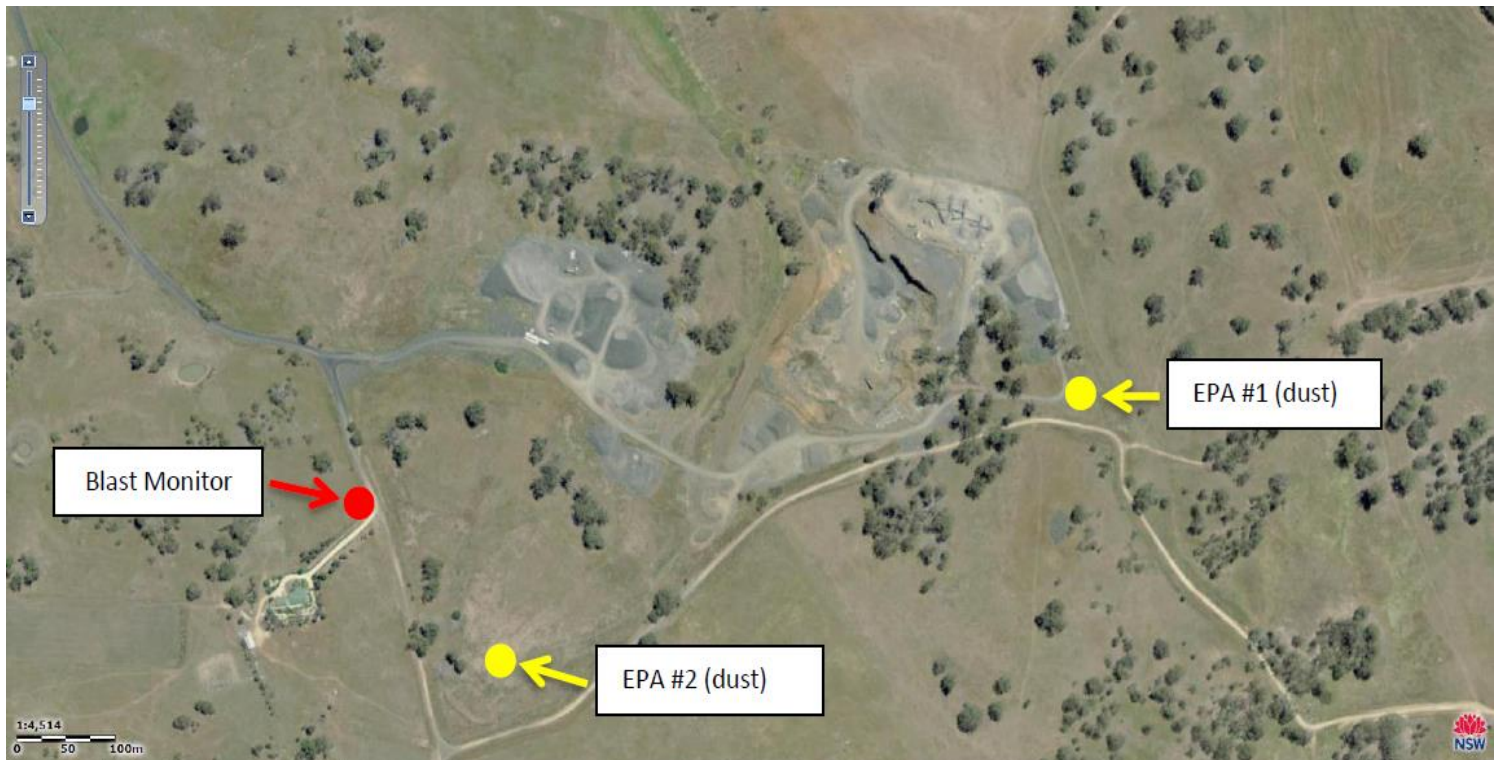 EPA #1 (dust)
Blast Monitor
EPA #2 (dust)
1:4,514
0 50 100m
NSW